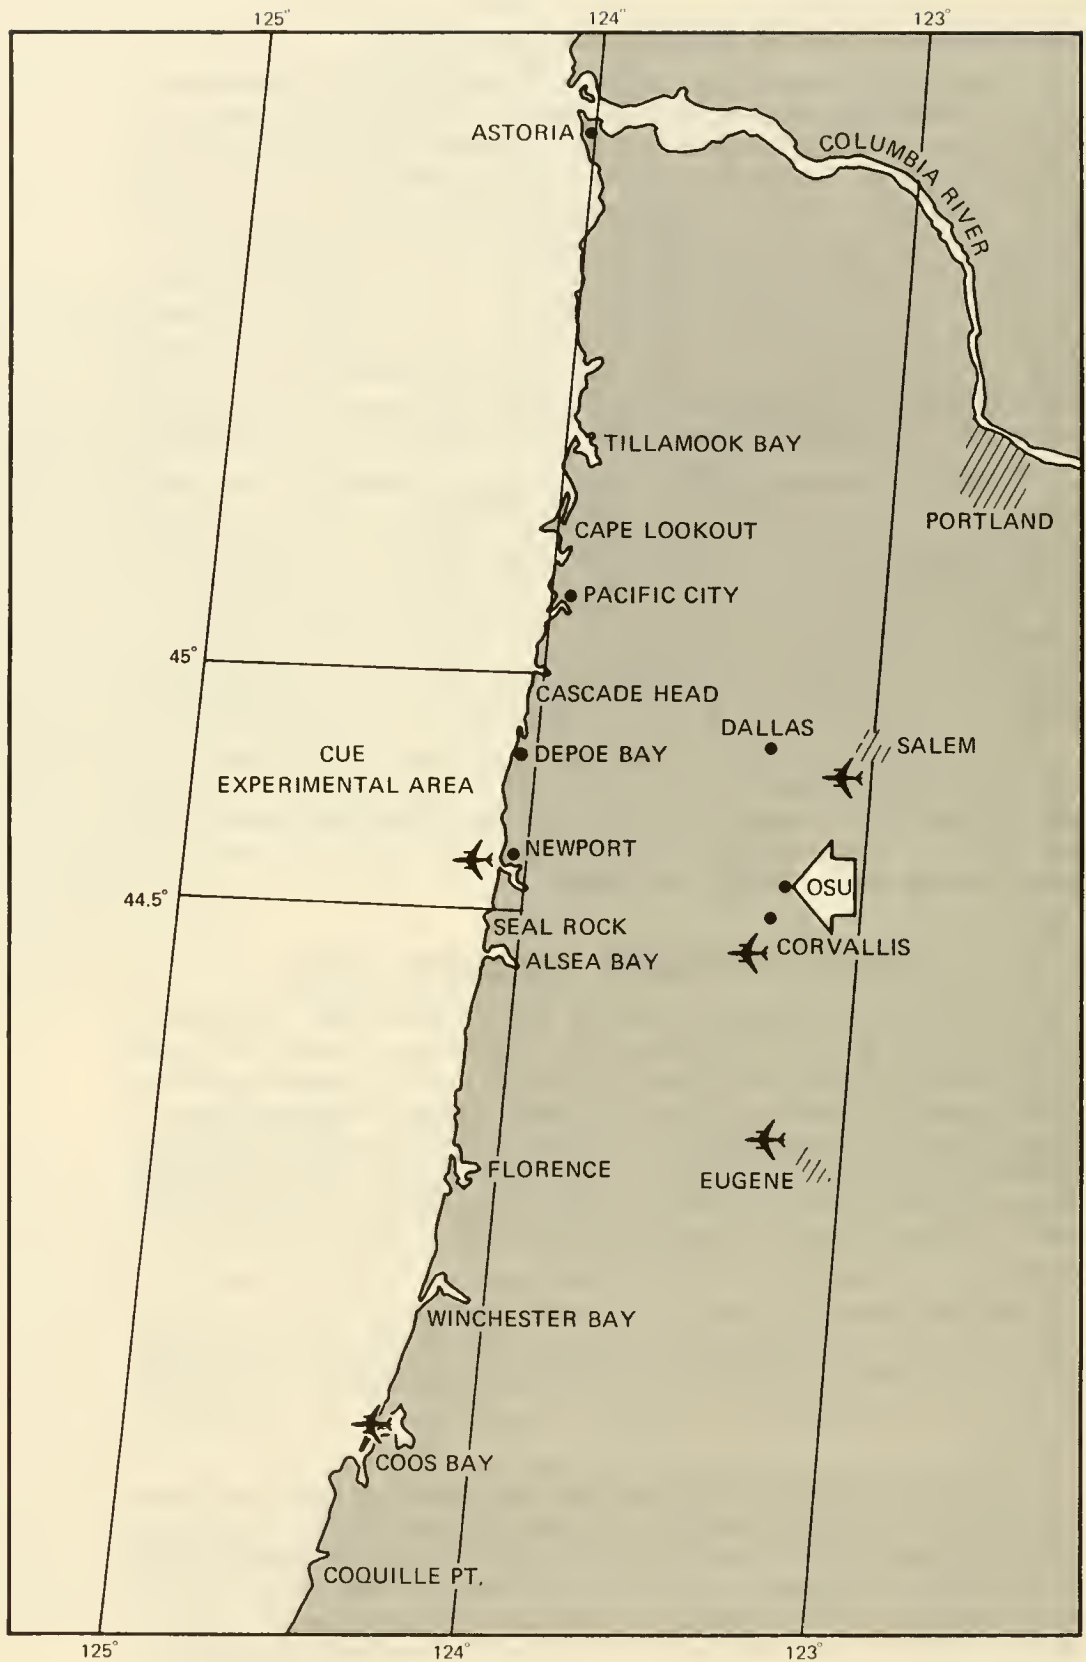 125"
124"
123°
ASTORIA
COLUMBIA RIVER
TILLAMOOK BAY
PORTLAND
CAPE LOOKOUT
PACIFIC CITY
45°
CASCADE HEAD
DALLAS
SALEM
CUE
EXPERIMENTAL AREA
DEPOE BAY
NEWPORT
OSU
44.5°
SEAL ROCK
CORVALLIS
ALSEA BAY
FLORENCE
EUGENE
WINCHESTER BAY
COOS BAY
COQUILLE PT.
125°
124°
123°